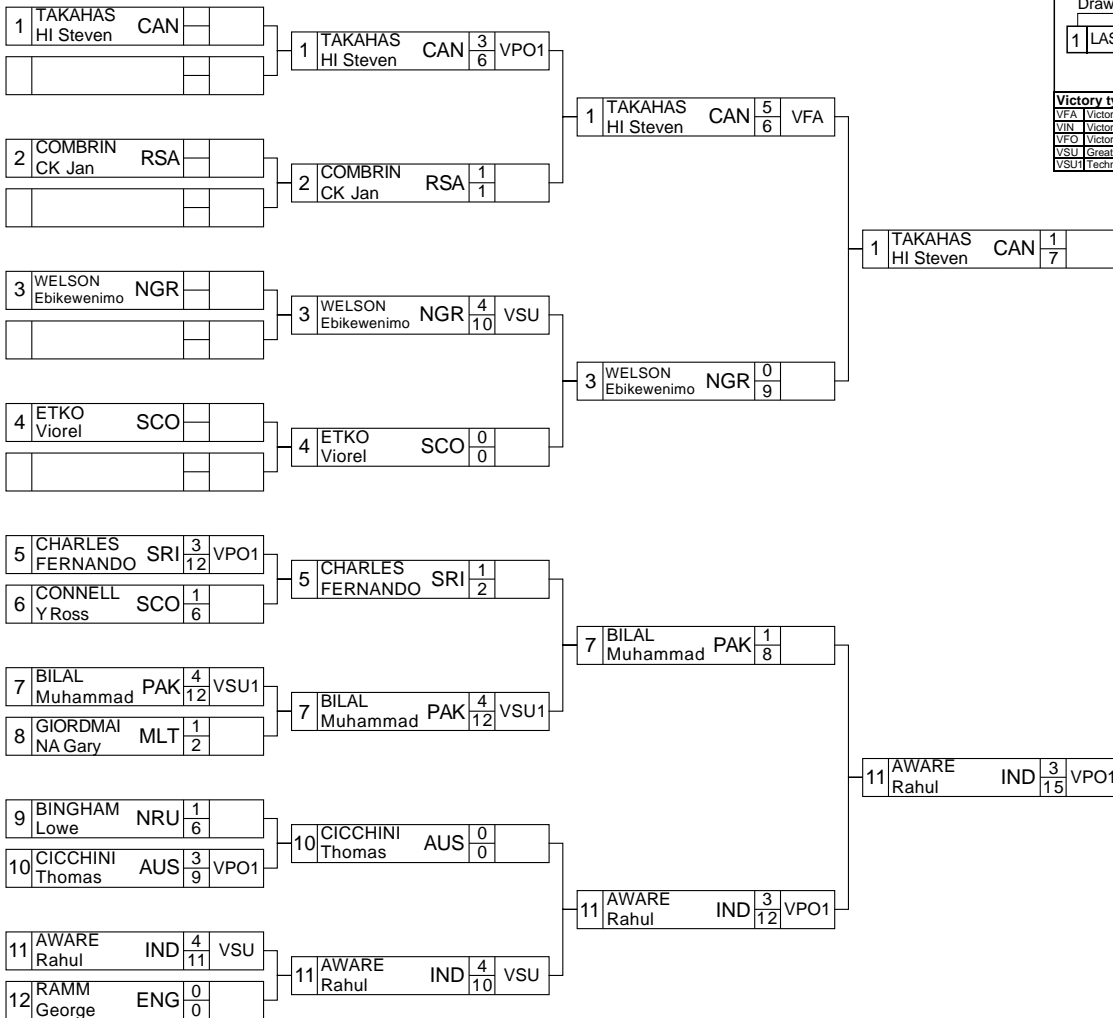 1 TAKAHAS HI Steven CAN
2 COMBRIN CK Jan RSA
3 WELSON Ebikewenimo NGR
4 ETKO Viorel SCO
5 CHARLES FERNANDO SRI 3 12 VPO1
6 CONNELL Y Ross SCO 1 6
7 BILAL Muhammad PAK 4 12 VSU1
8 GIORDMAI NA Gary MLT 1 2
9 BINGHAM Lowe NRU 1 6
10 CICCHINI Thomas AUS 3 9 VPO1
11 AWARE Rahul IND 4 11 VSU
12 RAMM George ENG 0 0
1 TAKAHAS HI Steven CAN 3 6 VPO1
2 COMBRIN CK Jan RSA 1 1
3 WELSON Ebikewenimo NGR 4 10 VSU
4 ETKO Viorel SCO 0 0
5 CHARLES FERNANDO SRI 1 2
7 BILAL Muhammad PAK 4 12 VSU1
10 CICCHINI Thomas AUS 0 0
11 AWARE Rahul IND 4 10 VSU
1 TAKAHAS HI Steven CAN 5 6 VFA
3 WELSON Ebikewenimo NGR 0 9
7 BILAL Muhammad PAK 1 8
11 AWARE Rahul IND 3 12 VPO1
1 TAKAHAS HI Steven CAN 1 7
11 AWARE Rahul IND 3 15 VPO1
Draw
1 LAS
Victory ty
VFA Victor
VIN Victor
VFO Victor
VSU Great
VSU1 Techn